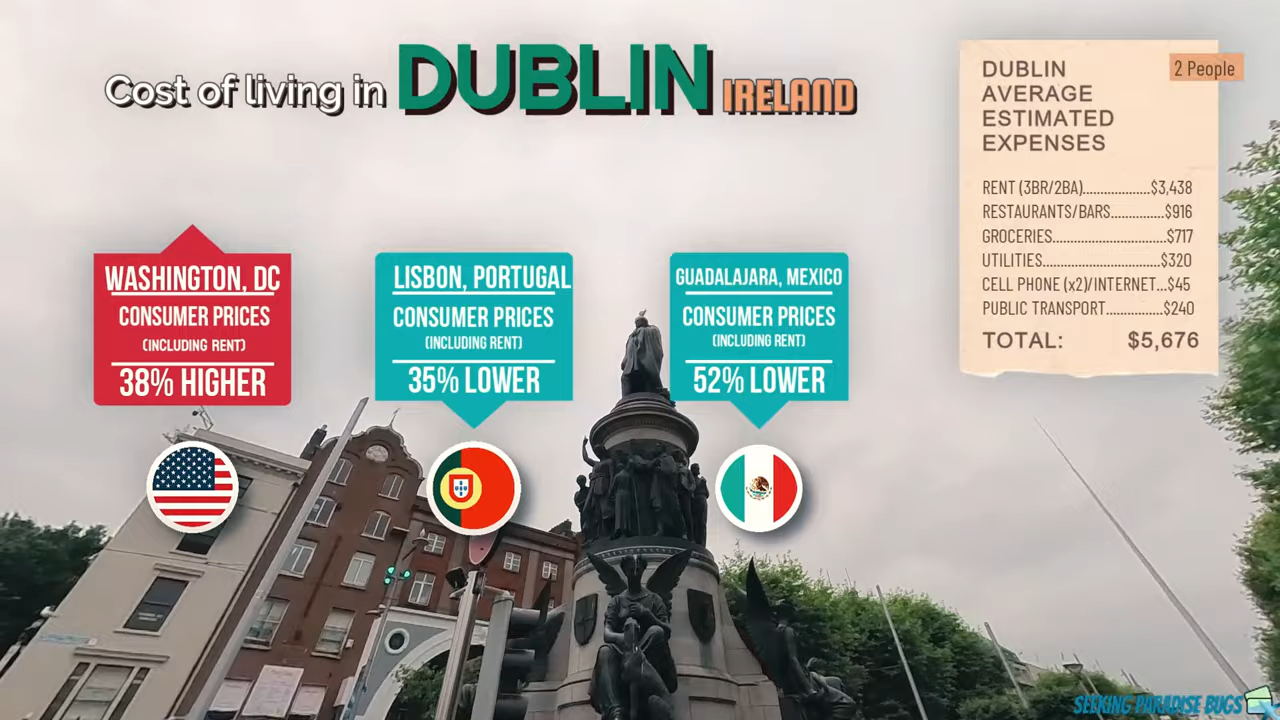 Cost of living in DUBLIN IRELAND
WASHINGTON, DC
CONSUMER PRICES
(INCLUDING RENT)
38% HIGHER
LISBON, PORTUGAL
CONSUMER PRICES
(INCLUDING RENT)
35% LOWER
GUADALAJARA, MEXICO
CONSUMER PRICES
(INCLUDING RENT)
52% LOWER
2 People
DUBLIN
AVERAGE
ESTIMATED
EXPENSES
RENT (3BR/2BA)...................$3,438
RESTAURANTS/BARS...............$916
GROCERIES................................$717
UTILITIES...................................$320
CELL PHONE (x2)/INTERNET...$45
PUBLIC TRANSPORT................$240
TOTAL: $5,676
SEEKING PARADISE BUGS